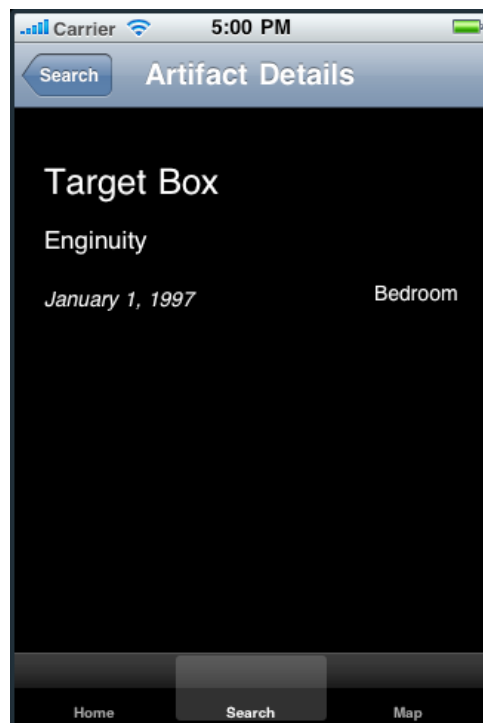 Carrier 5:00 PM
Search Artifact Details
Target Box
Enginuity
January 1, 1997 Bedroom
Home Search Map